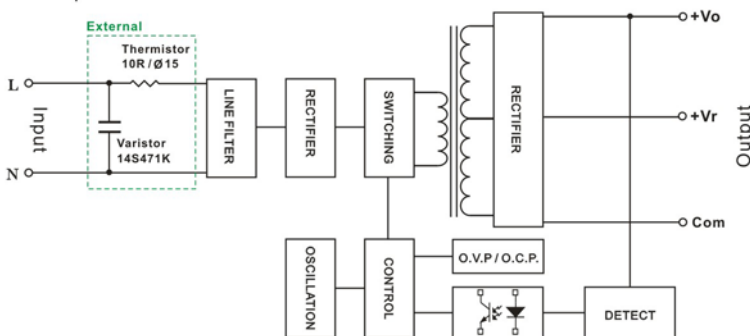 External
Thermistor
10R / Ø15
L
Input
Varistor
14S471K
N
LINE FILTER
RECTIFIER
SWITCHING
RECTIFIER
+Vo
+Vr
Output
Com
OSCILLATION
CONTROL
O.V.P / O.C.P.
DETECT